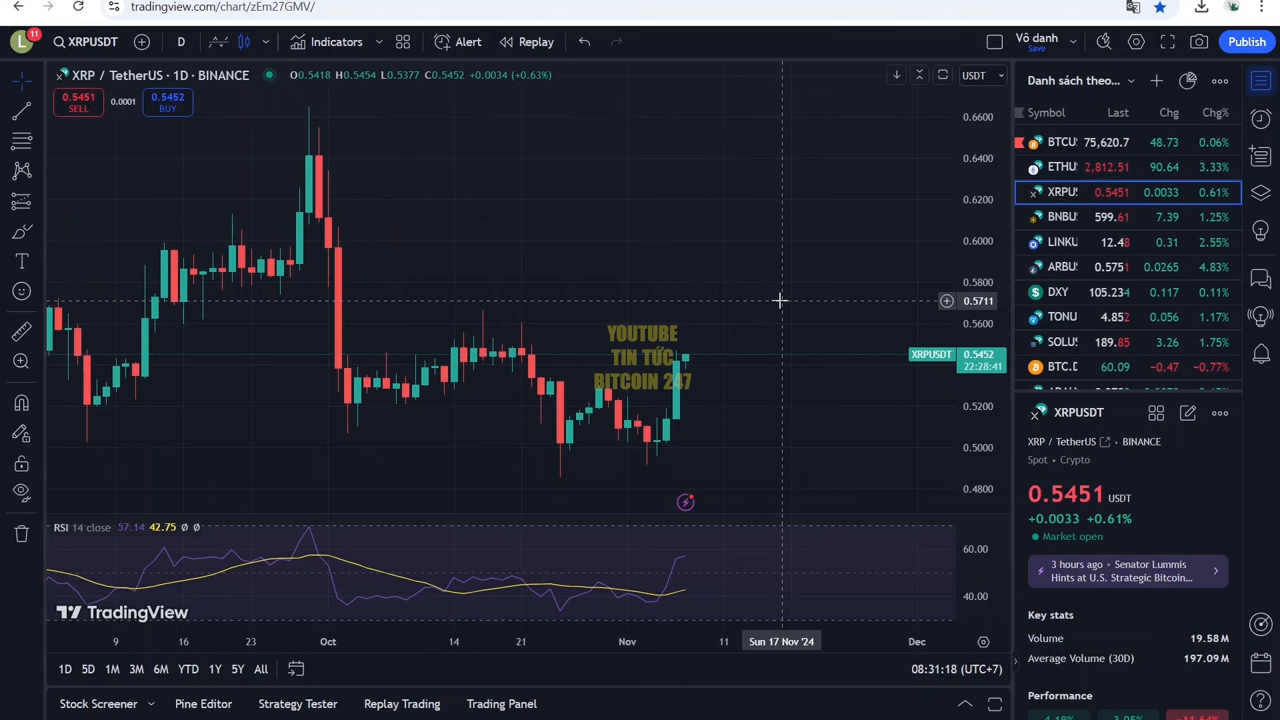 tradingview.com/chart/zEm27GMV/
L
11
XRPUSDT
D
Indicators
Alert
Replay
Vô danh
Save
Publish
XRP / TetherUS · 1D · BINANCE
O0.5418 H0.5454 L0.5377 C0.5452 +0.0034 (+0.63%)
USDT
0.5451
SELL
0.0001
0.5452
BUY
0.6600
0.6400
0.6200
0.6000
0.5800
0.5711
0.5600
XRPUSDT
0.5452
22:28:41
0.5200
0.5000
0.4800
YOUTUBE
TIN TỨC
BITCOIN 247
RSI 14 close 57.14 42.75 Ø Ø
60.00
40.00
TradingView
9 16 23 Oct 14 21 Nov 11 Sun 17 Nov '24 Dec
1D 5D 1M 3M 6M YTD 1Y 5Y All
08:31:18 (UTC+7)
Stock Screener
Pine Editor
Strategy Tester
Replay Trading
Trading Panel
Danh sách theo...
Symbol Last Chg Chg%
BTCU 75,620.7 48.73 0.06%
ETHU 2,812.51 90.64 3.33%
XRPU 0.5451 0.0033 0.61%
BNBU 599.61 7.39 1.25%
LINKU 12.48 0.31 2.55%
ARBU 0.5751 0.0265 4.83%
DXY 105.234 0.117 0.11%
TONU 4.852 0.056 1.17%
SOLU 189.85 3.26 1.75%
BTC.D 60.09 −0.47 −0.77%
XRPUSDT
XRP / TetherUS · BINANCE
Spot • Crypto
0.5451 USDT
+0.0033 +0.61%
Market open
3 hours ago • Senator Lummis
Hints at U.S. Strategic Bitcoin...
Key stats
Volume 19.58 M
Average Volume (30D) 197.09 M
Performance